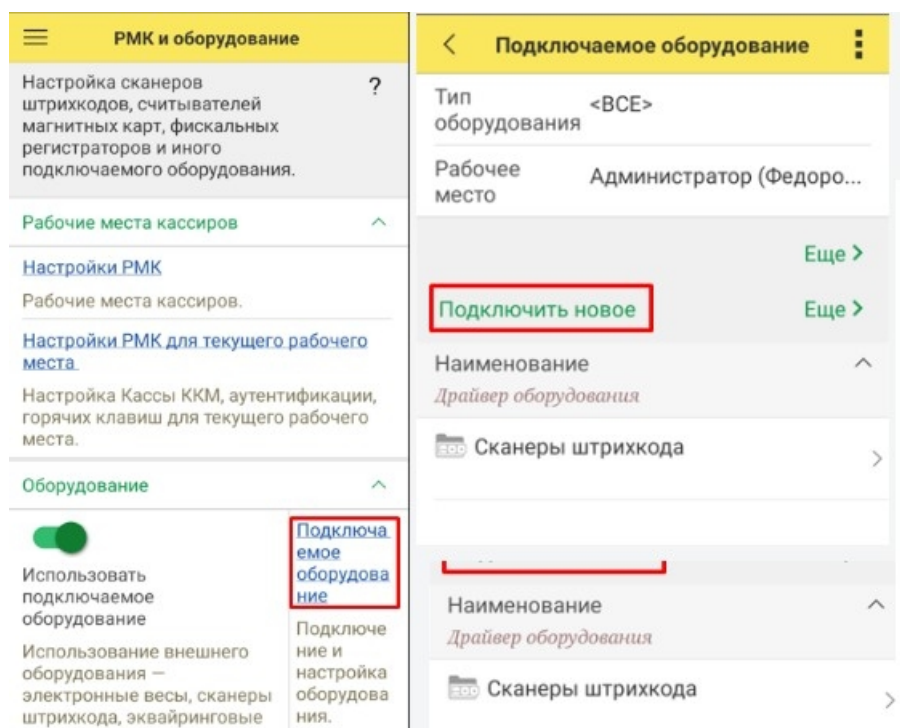 РМК и оборудование
Настройка сканеров
штрихкодов, считывателей
магнитных карт, фискальных
регистраторов и иного
подключаемого оборудования.
?
Рабочие места кассиров
Настройки РМК
Рабочие места кассиров.
Настройки РМК для текущего рабочего
места
Настройка Кассы ККМ, аутентификации,
горячих клавиш для текущего рабочего
места.
Оборудование
Использовать
подключаемое
оборудование
Использование внешнего
оборудования —
электронные весы, сканеры
штрихкода, эквайринговые
Подключа
емое
оборудова
ние
Подключе
ние и
настройка
оборудова
ния.
Подключаемое оборудование
Тип
оборудования
<ВСЕ>
Рабочее
место
Администратор (Федоро...
Еще >
Подключить новое
Еще >
Наименование
Драйвер оборудования
Сканеры штрихкода
Наименование
Драйвер оборудования
Сканеры штрихкода